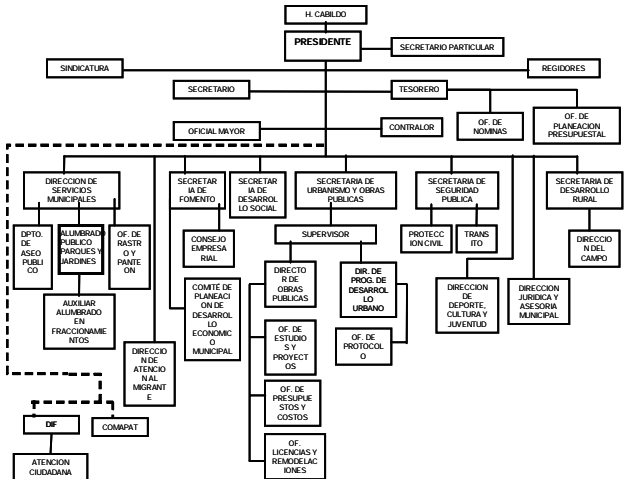 H. CABILDO
PRESIDENTE
SECRETARIO PARTICULAR
SINDICATURA
REGIDORES
SECRETARIO
TESORERO
OF. DE
NOMINAS
OF. DE
PLANEACION
PRESUPUESTAL
OFICIAL MAYOR
CONTRALOR
DIRECCION DE
SERVICIOS
MUNICIPALES
SECRETAR
IA DE
FOMENTO
SECRETAR
IA DE
DESARROL
LO SOCIAL
SECRETARIA DE
URBANISMO Y OBRAS
PUBLICAS
SECRETARIA DE
SEGURIDAD
PUBLICA
SECRETARIA DE
DESARROLLO
RURAL
DPTO.
DE
ASEO
PUBLI
CO
ALUMBRADO
PUBLICO
PARQUES Y
JARDINES
OF. DE
RASTR
O Y
PANTE
ON
CONSEJO
EMPRESA
RIAL
SUPERVISOR
PROTECC
ION CIVIL
TRANS
ITO
DIRECCIO
N DEL
CAMPO
AUXILIAR
ALUMBRADO
EN
FRACCIONAMIE
NTOS
COMITÉ DE
PLANEACI
ON DE
DESARROL
LO
ECONOMIC
O
MUNICIPAL
DIRECTO
R DE
OBRAS
PUBLICAS
DIR. DE
PROG. DE
DESARRO
LLO
URBANO
DIRECCION
DE
DEPORTE,
CULTURA Y
JUVENTUD
DIRECCION
JURIDICA Y
ASESORIA
MUNICIPAL
DIRECCIO
N DE
ATENCIO
N AL
MIGRANT
E
OF. DE
ESTUDIO
S Y
PROYECT
OS
OF. DE
PROTOCOL
O
OF. DE
PRESUPUE
STOS Y
COSTOS
DIF
COMAPAT
OF.
LICENCIAS Y
REMODELAC
IONES
ATENCION
CIUDADANA